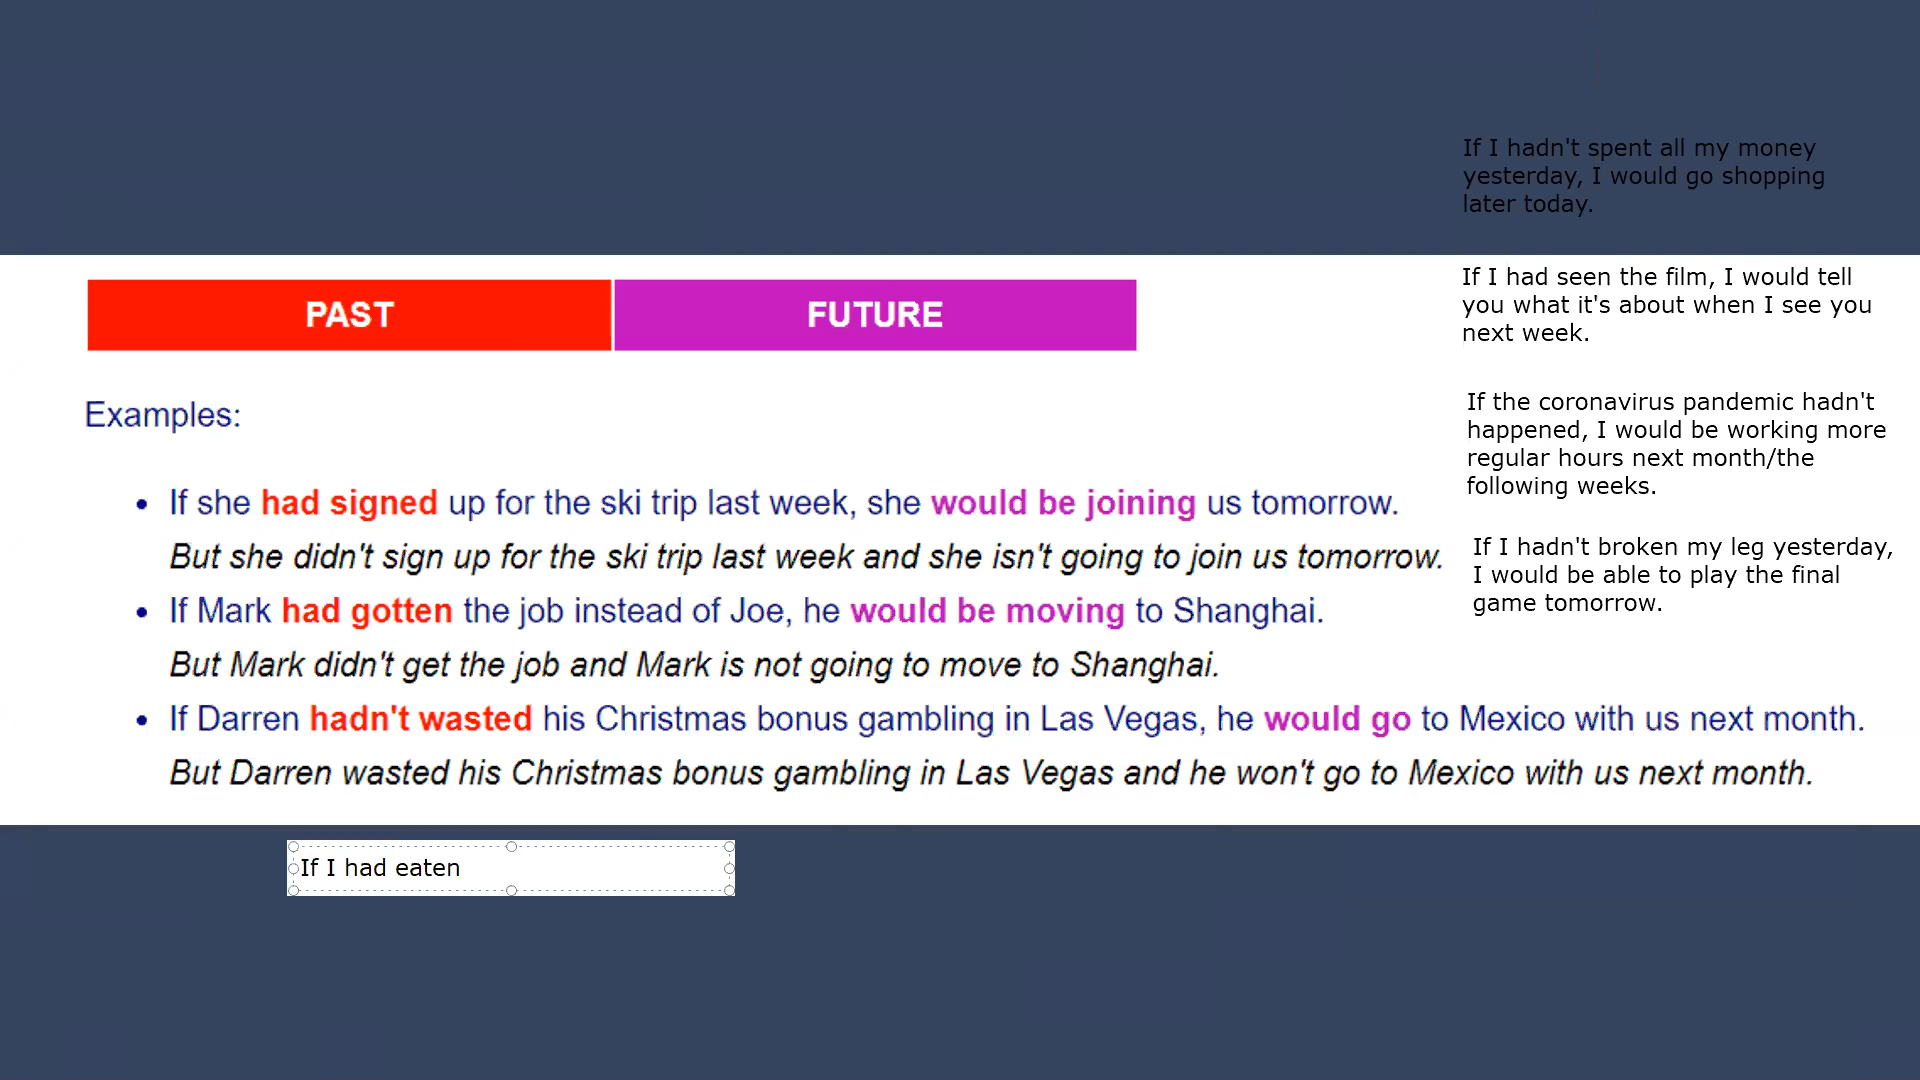 If I hadn't spent all my money
yesterday, I would go shopping
later today.
PAST
FUTURE
If I had seen the film, I would tell
you what it's about when I see you
next week.
Examples:
If the coronavirus pandemic hadn't
happened, I would be working more
regular hours next month/the
following weeks.
• If she had signed up for the ski trip last week, she would be joining us tomorrow.
But she didn't sign up for the ski trip last week and she isn't going to join us tomorrow.
If I hadn't broken my leg yesterday,
I would be able to play the final
game tomorrow.
• If Mark had gotten the job instead of Joe, he would be moving to Shanghai.
But Mark didn't get the job and Mark is not going to move to Shanghai.
• If Darren hadn't wasted his Christmas bonus gambling in Las Vegas, he would go to Mexico with us next month.
But Darren wasted his Christmas bonus gambling in Las Vegas and he won't go to Mexico with us next month.
If I had eaten